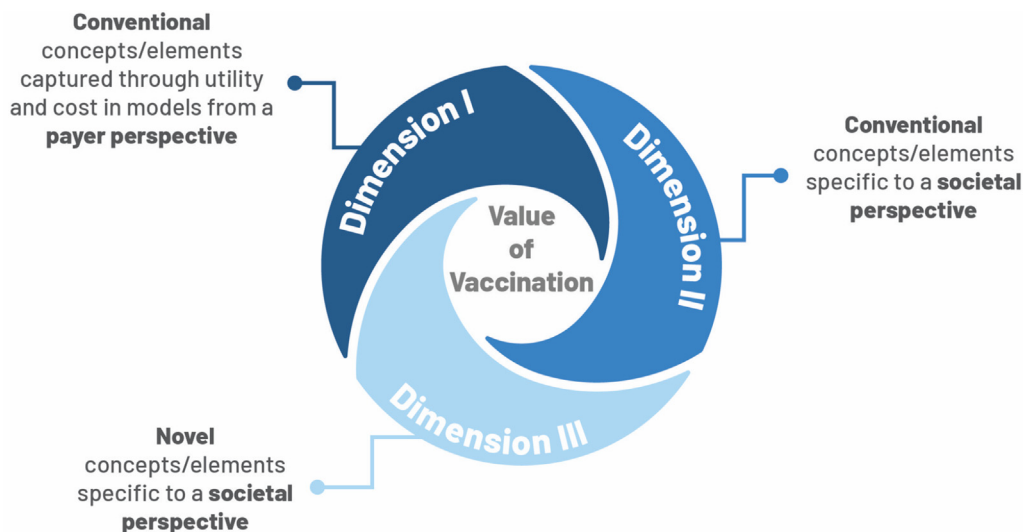 Conventional
concepts/elements
captured through utility
and cost in models from a
payer perspective
Dimension I
Dimension II
Conventional
concepts/elements
specific to a societal
perspective
Value
of
Vaccination
Dimension III
Novel
concepts/elements
specific to a societal
perspective